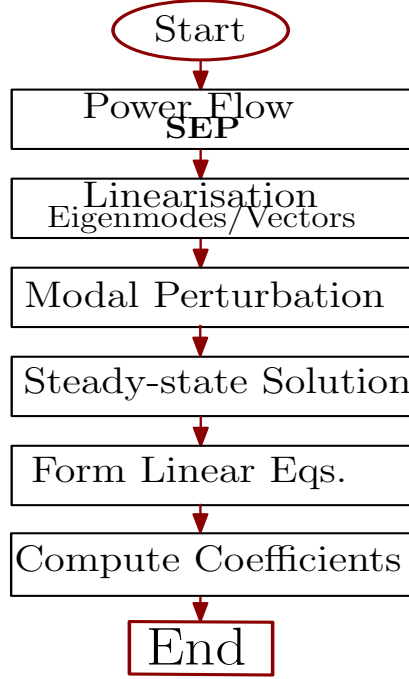 Start
Power Flow
SEP
Linearisation
Eigenmodes/Vectors
Modal Perturbation
Steady-state Solution
Form Linear Eqs.
Compute Coefficients
End